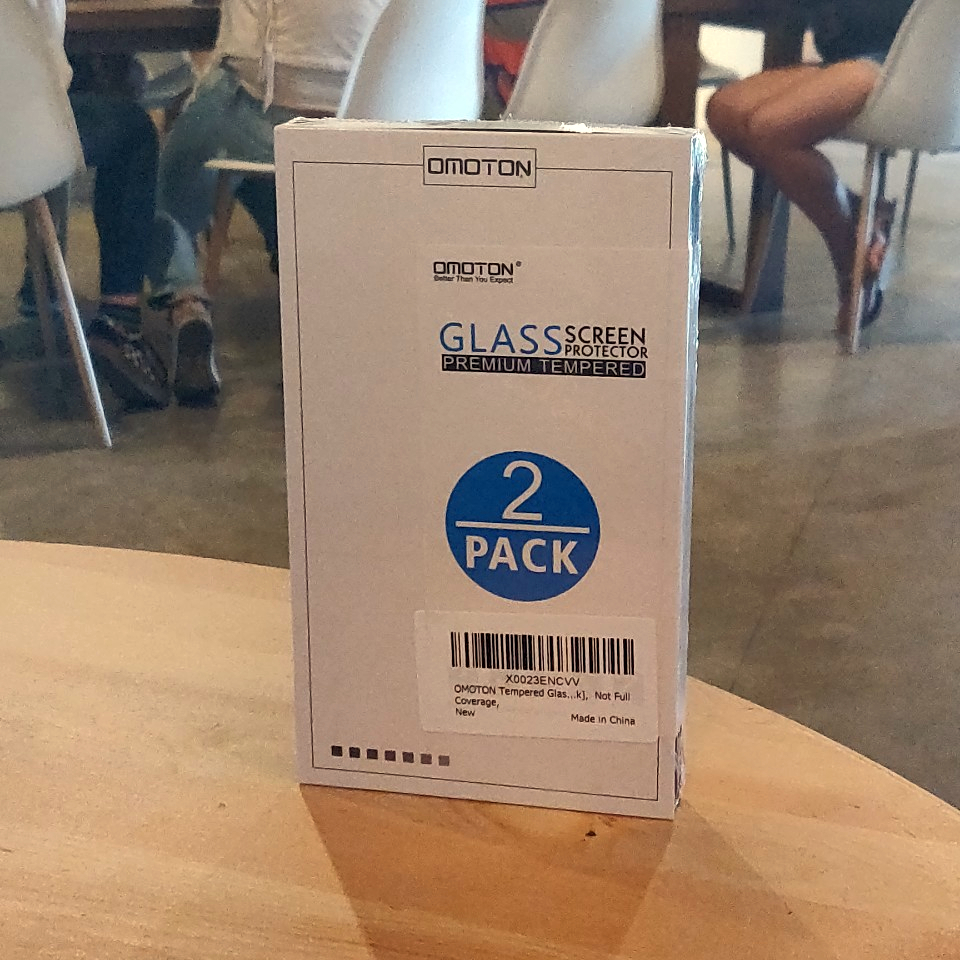 OMOTON
OMOTON®
Better Than You Expect
GLASS SCREEN PROTECTOR
PREMIUM TEMPERED
2
PACK
X0023ENCVV
OMOTON Tempered Glas...k], Not Full
Coverage,
New Made in China